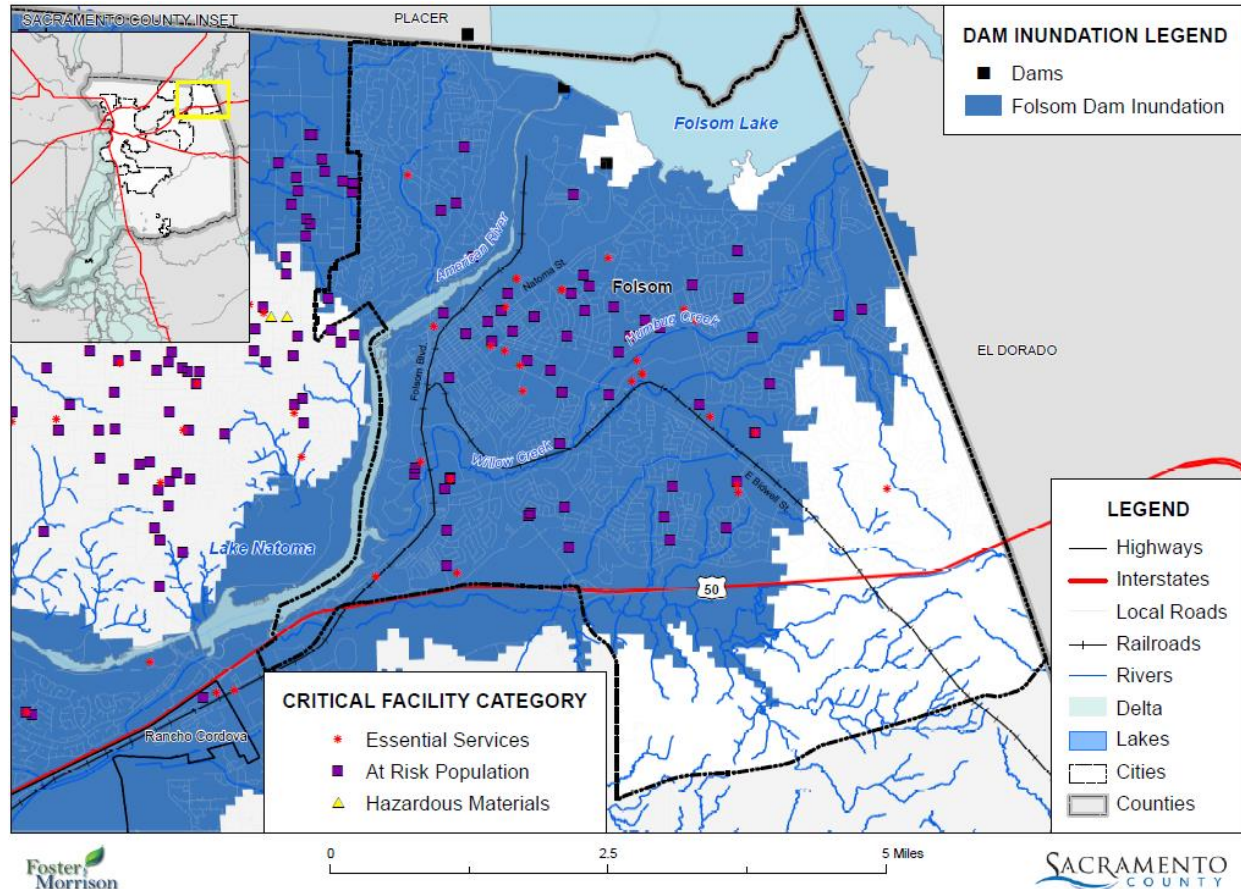 SACRAMENTO COUNTY INSET
PLACER
DAM INUNDATION LEGEND
Dams
Folsom Dam Inundation
Folsom Lake
American River
Natoma St.
Folsom
Humbug Creek
Folsom Blvd.
EL DORADO
Willow Creek
E Bidwell St.
Lake Natoma
50
Rancho Cordova
CRITICAL FACILITY CATEGORY
Essential Services
At Risk Population
Hazardous Materials
LEGEND
Highways
Interstates
Local Roads
Railroads
Rivers
Delta
Lakes
Cities
Counties
Foster
Morrison
0
2.5
5 Miles
SACRAMENTO
COUNTY